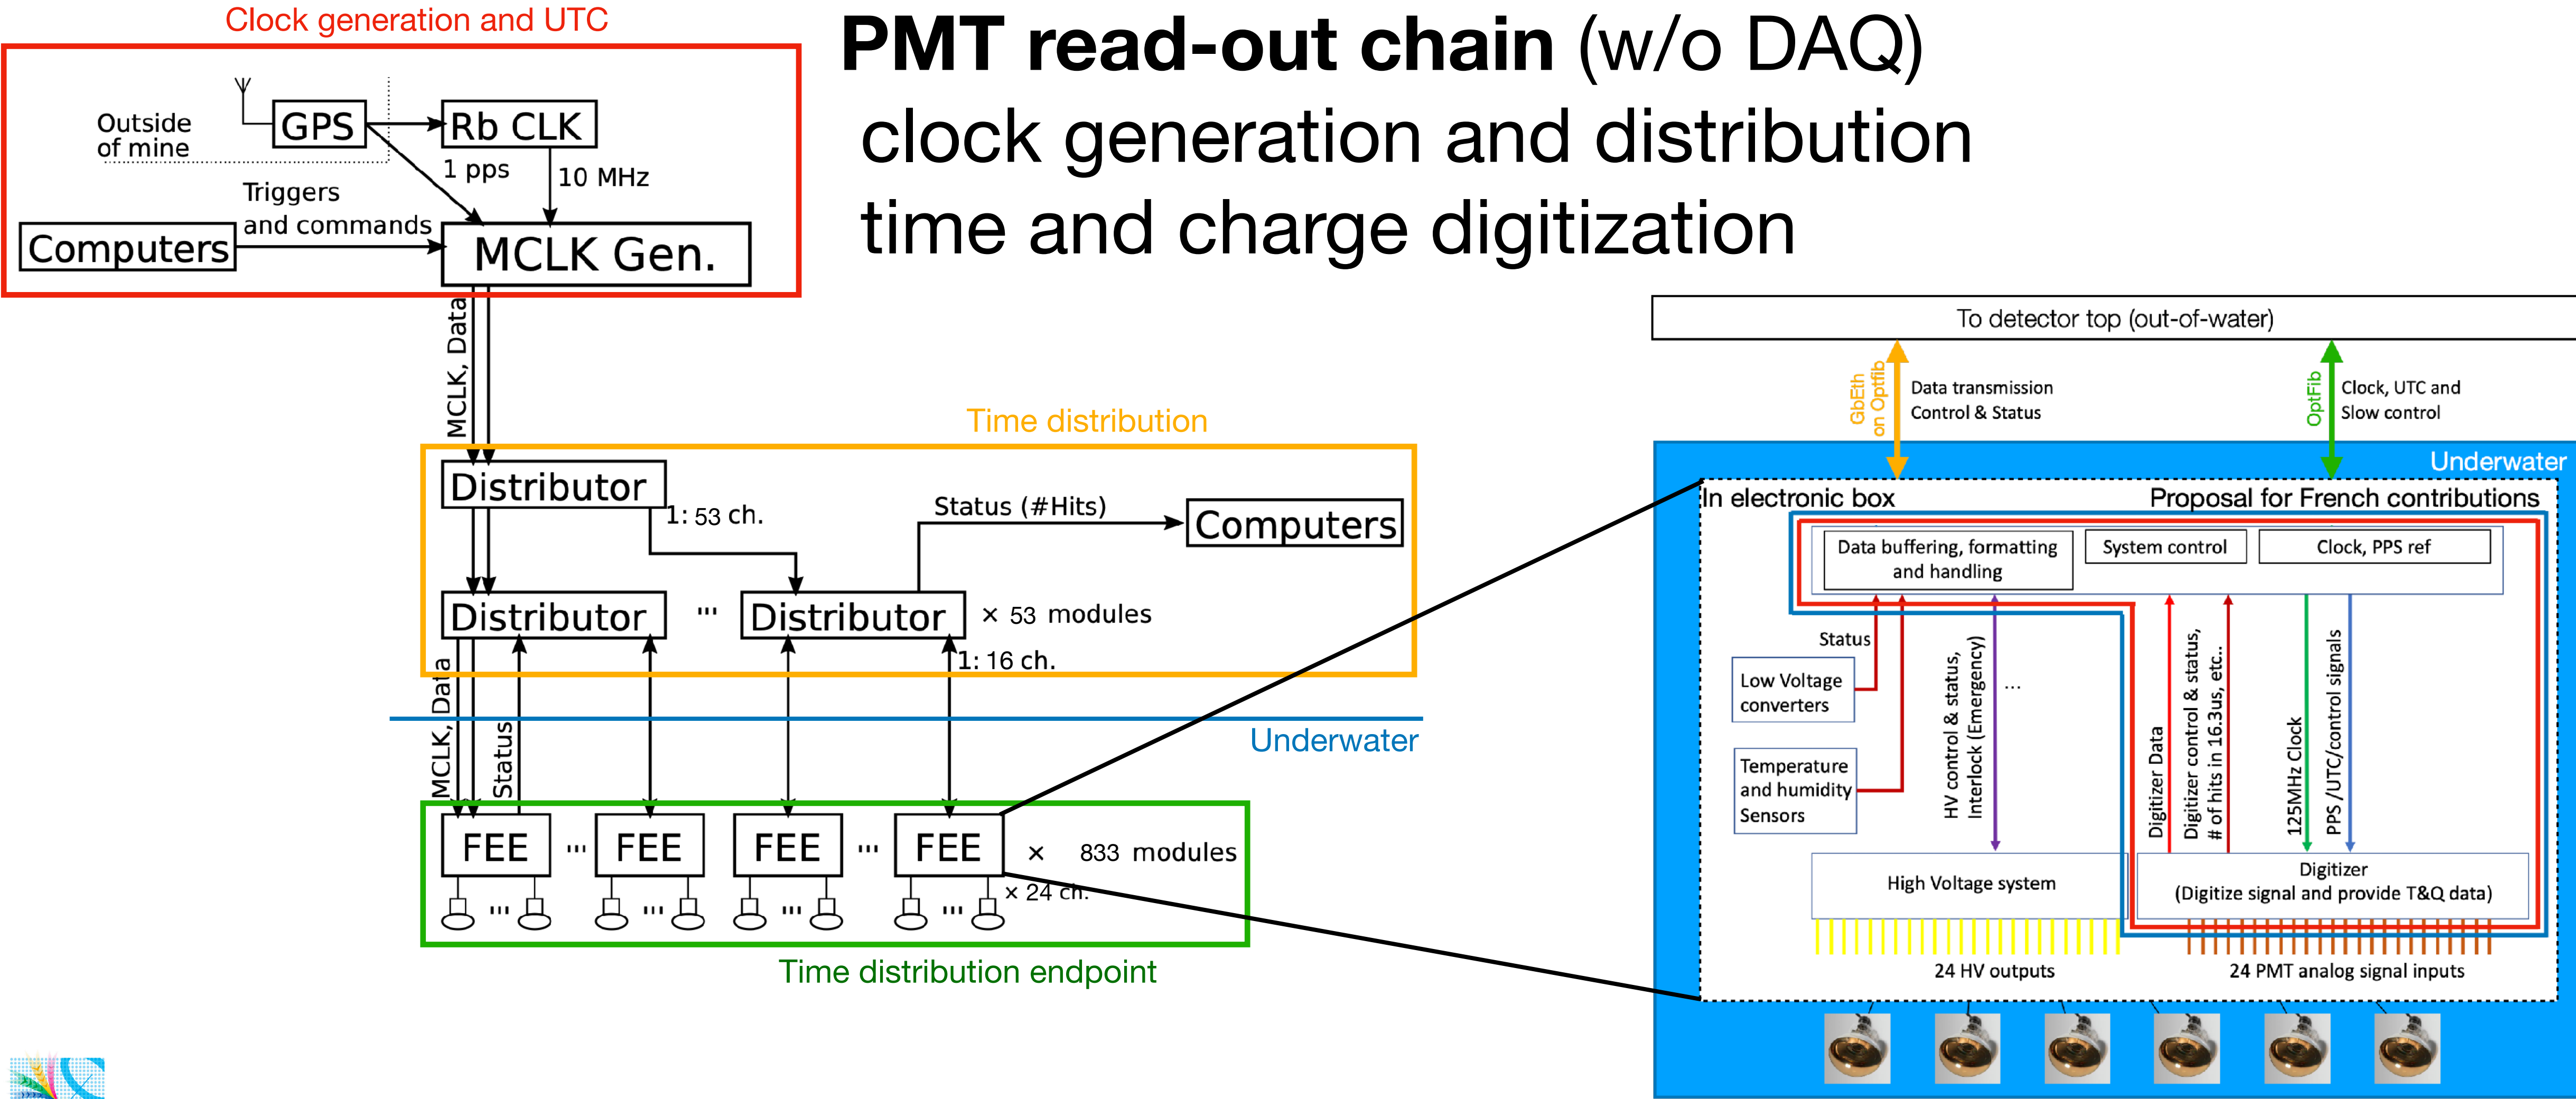 Clock generation and UTC
PMT read-out chain (w/o DAQ)
clock generation and distribution
time and charge digitization
Outside
of mine
GPS
Rb CLK
1 pps
10 MHz
Triggers
and commands
Computers
MCLK Gen.
MCLK, Data
Time distribution
Distributor
1: 53 ch.
Status (#Hits)
Computers
Distributor
...
Distributor
× 53 modules
1: 16 ch.
MCLK, Data
Status
Underwater
FEE
...
FEE
FEE
...
FEE
× 833 modules
× 24 ch.
...
...
...
...
Time distribution endpoint
To detector top (out-of-water)
GbEth
on Optfib
Data transmission
Control & Status
OptFib
Clock, UTC and
Slow control
Underwater
In electronic box
Proposal for French contributions
Data buffering, formatting
and handling
System control
Clock, PPS ref
Status
Low Voltage
converters
Temperature
and humidity
Sensors
HV control & status,
Interlock (Emergency)
...
Digitizer Data
Digitizer control & status,
# of hits in 16.3us, etc..
125MHz Clock
PPS /UTC/control signals
High Voltage system
Digitizer
(Digitize signal and provide T&Q data)
24 HV outputs
24 PMT analog signal inputs